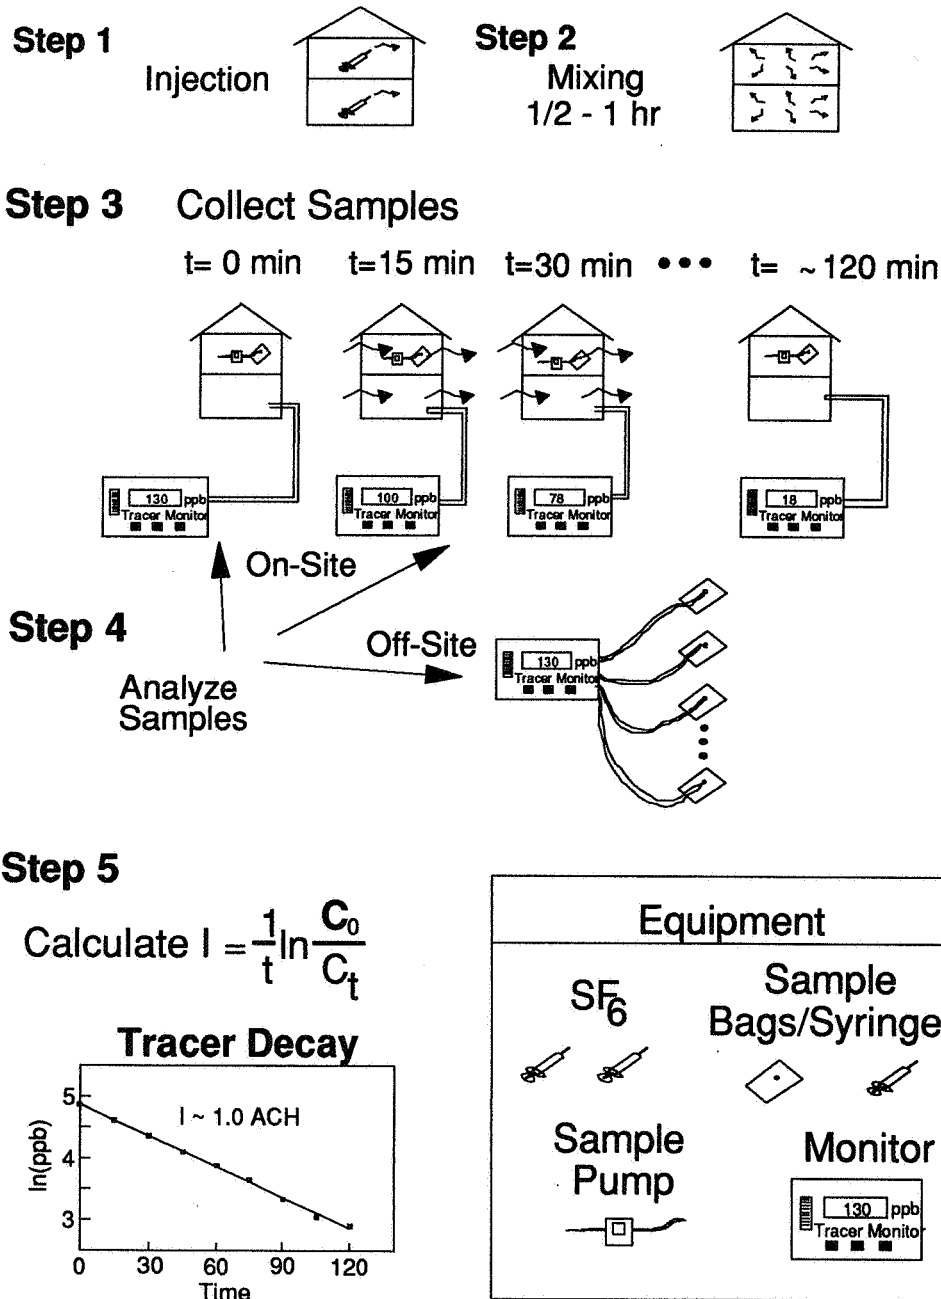 Step 1
Injection
Step 2
Mixing
1/2 - 1 hr
Step 3 Collect Samples
t= 0 min t=15 min t=30 min ••• t= ~120 min
130 ppb
Tracer Monitor
100 ppb
Tracer Monitor
78 ppb
Tracer Monitor
18 ppb
Tracer Monitor
On-Site
Step 4
Off-Site
Analyze
Samples
130 ppb
Tracer Monitor
Step 5
Calculate I = 1/t ln C₀/Cₜ
Tracer Decay
I ~ 1.0 ACH
ln(ppb)
5
4
3
0 30 60 90 120
Time
Equipment
SF₆
Sample
Bags/Syringe
Sample
Pump
Monitor
130 ppb
Tracer Monitor